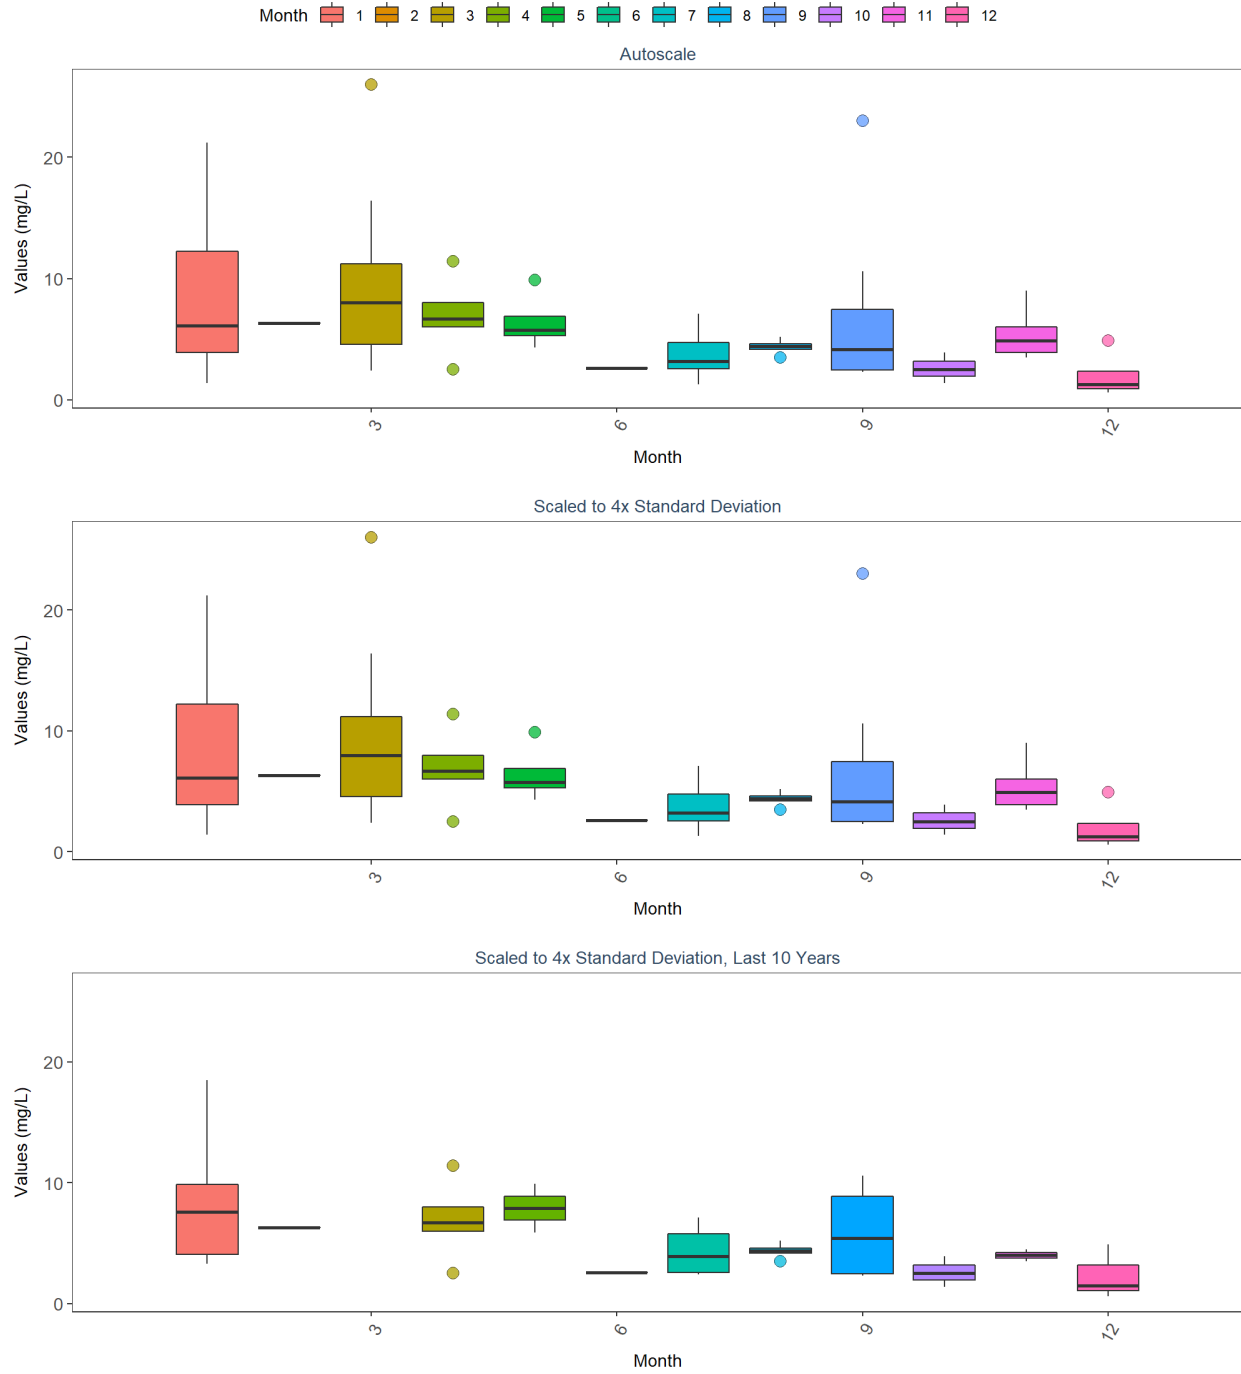 Month 1 2 3 4 5 6 7 8 9 10 11 12
Autoscale
Values (mg/L)
20
10
0
3 6 9 12
Month
Scaled to 4x Standard Deviation
Values (mg/L)
20
10
0
3 6 9 12
Month
Scaled to 4x Standard Deviation, Last 10 Years
Values (mg/L)
20
10
0
3 6 9 12
Month